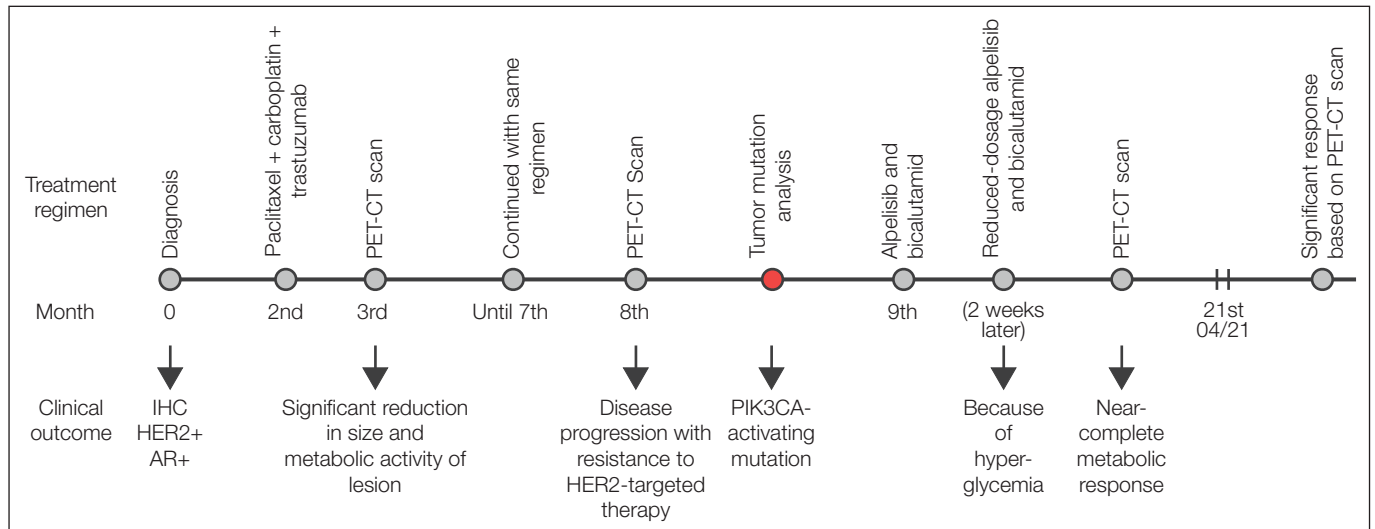 Treatment
regimen
Diagnosis
Paclitaxel + carboplatin +
trastuzumab
PET-CT scan
Continued witth same
regimen
PET-CT Scan
Tumor mutation
analysis
Alpelisib and
bicalutamid
Reduced-dosage alpelisib
and bicalutamid
PET-CT scan
Significant response
based on PET-CT scan
Month
0
2nd
3rd
Until 7th
8th
9th
(2 weeks
later)
21st
04/21
Clinical
outcome
IHC
HER2+
AR+
Significant reduction
in size and
metabolic activity of
lesion
Disease
progression with
resistance to
HER2-targeted
therapy
PIK3CA-
activating
mutation
Because
of
hyper-
glycemia
Near-
complete
metabolic
response